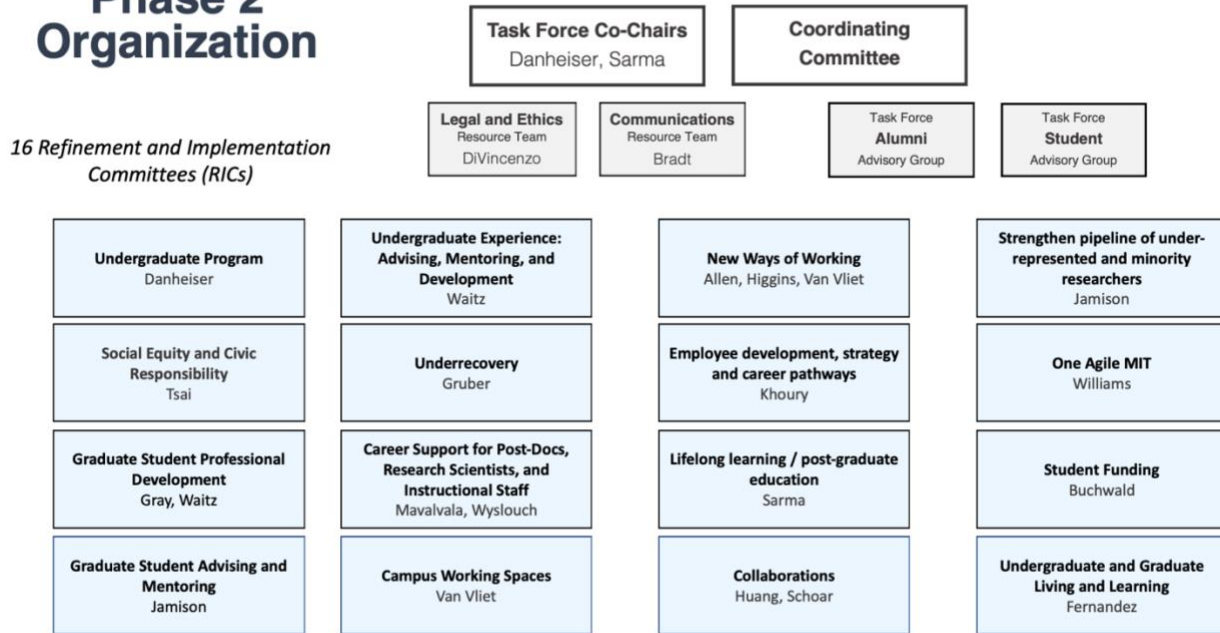 Phase 2
Organization
16 Refinement and Implementation
Committees (RICs)
Task Force Co-Chairs
Danheiser, Sarma
Coordinating
Committee
Legal and Ethics
Resource Team
DiVincenzo
Communications
Resource Team
Bradt
Task Force
Alumni
Advisory Group
Task Force
Student
Advisory Group
Undergraduate Program
Danheiser
Undergraduate Experience:
Advising, Mentoring, and
Development
Waitz
New Ways of Working
Allen, Higgins, Van Vliet
Strengthen pipeline of under-
represented and minority
researchers
Jamison
Social Equity and Civic
Responsibility
Tsai
Underrecovery
Gruber
Employee development, strategy
and career pathways
Khoury
One Agile MIT
Williams
Graduate Student Professional
Development
Gray, Waitz
Career Support for Post-Docs,
Research Scientists, and
Instructional Staff
Mavalvala, Wyslouch
Lifelong learning / post-graduate
education
Sarma
Student Funding
Buchwald
Graduate Student Advising and
Mentoring
Jamison
Campus Working Spaces
Van Vliet
Collaborations
Huang, Schoar
Undergraduate and Graduate
Living and Learning
Fernandez